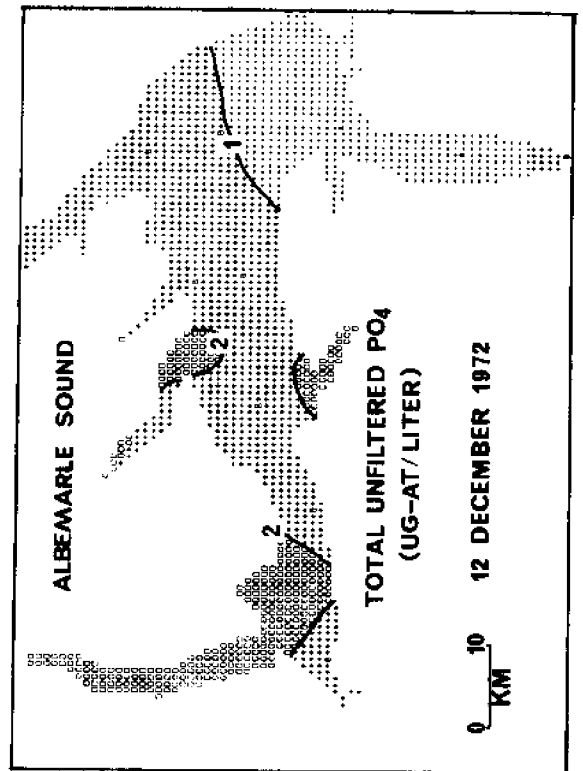 ALBEMARLE SOUND
1
2
2
TOTAL UNFILTERED PO4
(UG-AT/LITER)
12 DECEMBER 1972
0 10
KM